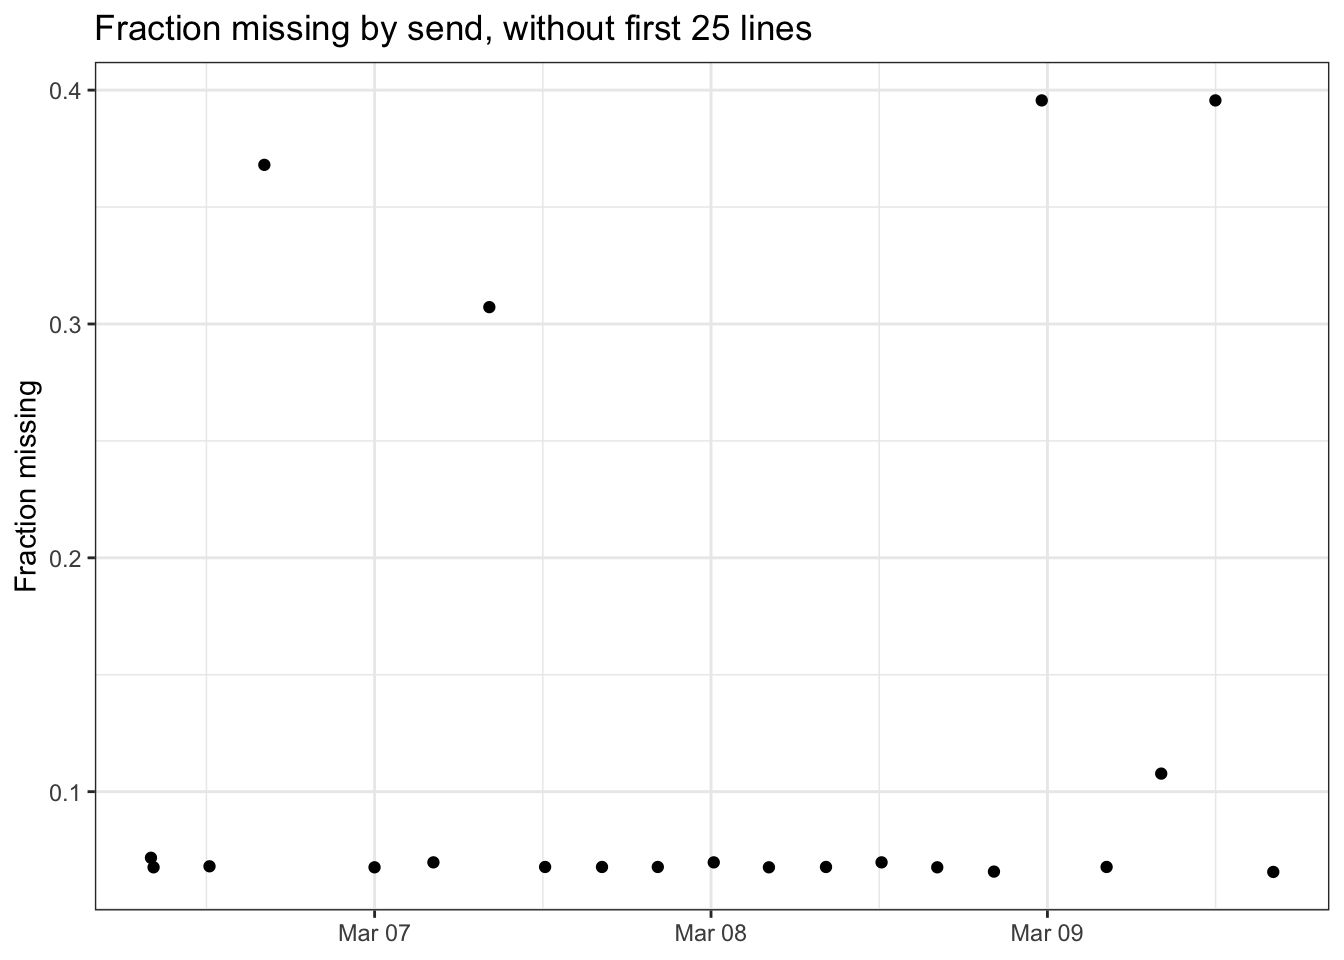 Fraction missing by send, without first 25 lines
Fraction missing
0.4
0.3
0.2
0.1
Mar 07
Mar 08
Mar 09